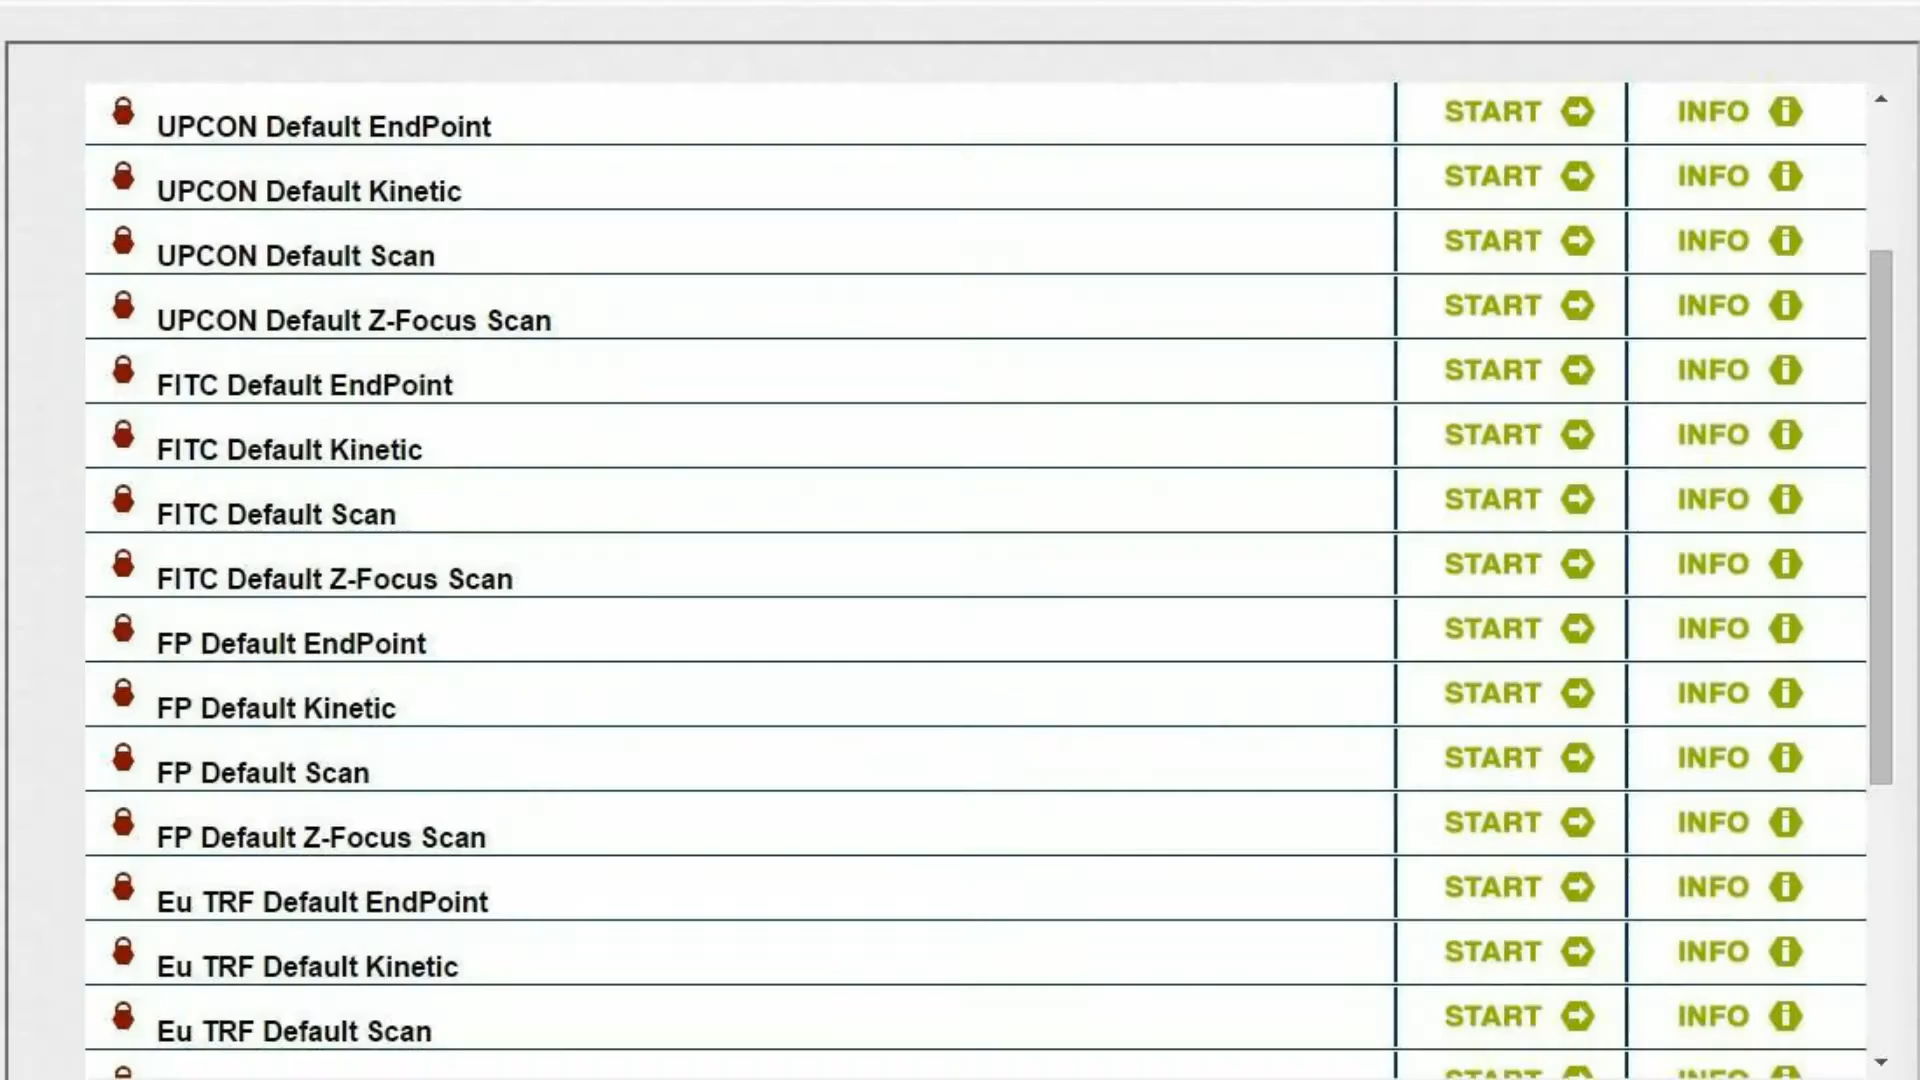 UPCON Default EndPoint START INFO
UPCON Default Kinetic START INFO
UPCON Default Scan START INFO
UPCON Default Z-Focus Scan START INFO
FITC Default EndPoint START INFO
FITC Default Kinetic START INFO
FITC Default Scan START INFO
FITC Default Z-Focus Scan START INFO
FP Default EndPoint START INFO
FP Default Kinetic START INFO
FP Default Scan START INFO
FP Default Z-Focus Scan START INFO
Eu TRF Default EndPoint START INFO
Eu TRF Default Kinetic START INFO
Eu TRF Default Scan START INFO